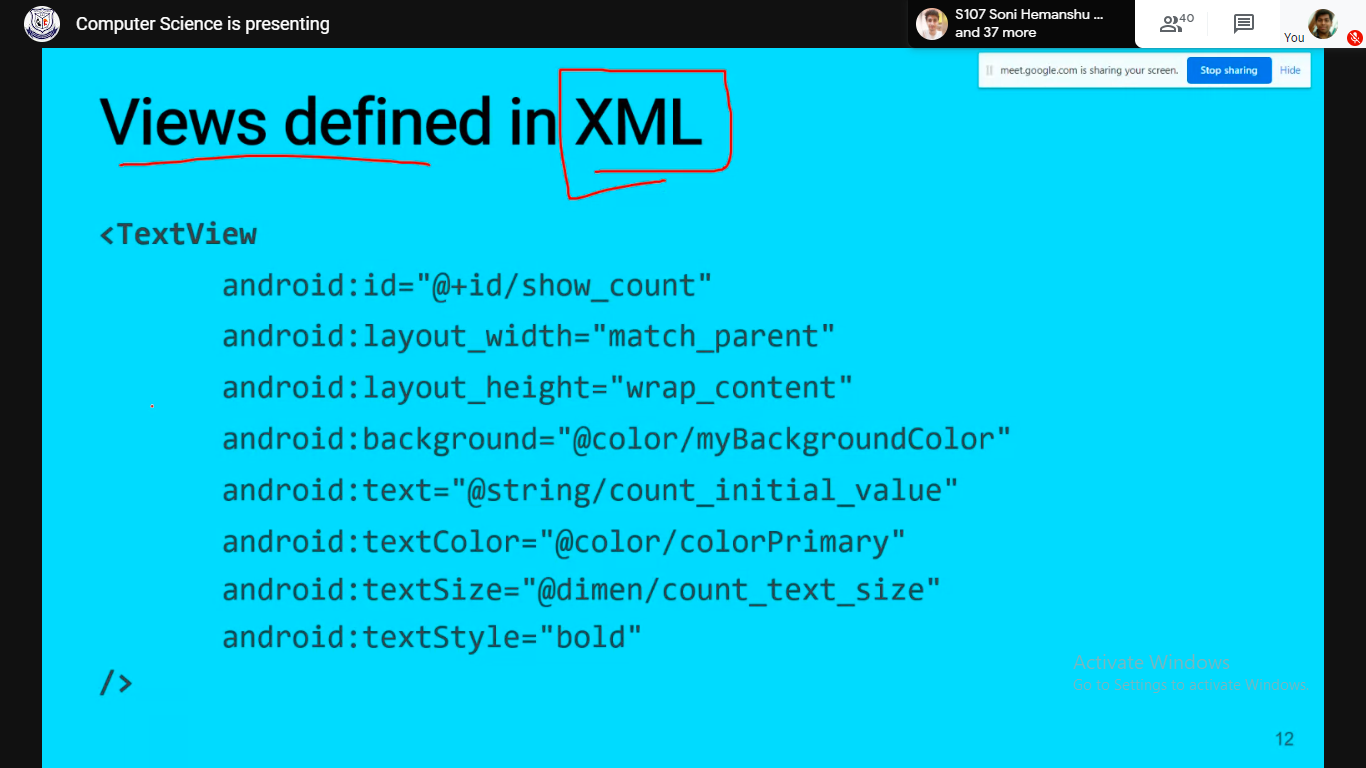 Computer Science is presenting
S107 Soni Hemanshu ...
and 37 more
40
You
meet.google.com is sharing your screen.
Stop sharing
Hide
Views defined in XML
<TextView
android:id="@+id/show_count"
android:layout_width="match_parent"
android:layout_height="wrap_content"
android:background="@color/myBackgroundColor"
android:text="@string/count_initial_value"
android:textColor="@color/colorPrimary"
android:textSize="@dimen/count_text_size"
android:textStyle="bold"
/>
Activate Windows
Go to Settings to activate Windows.
12